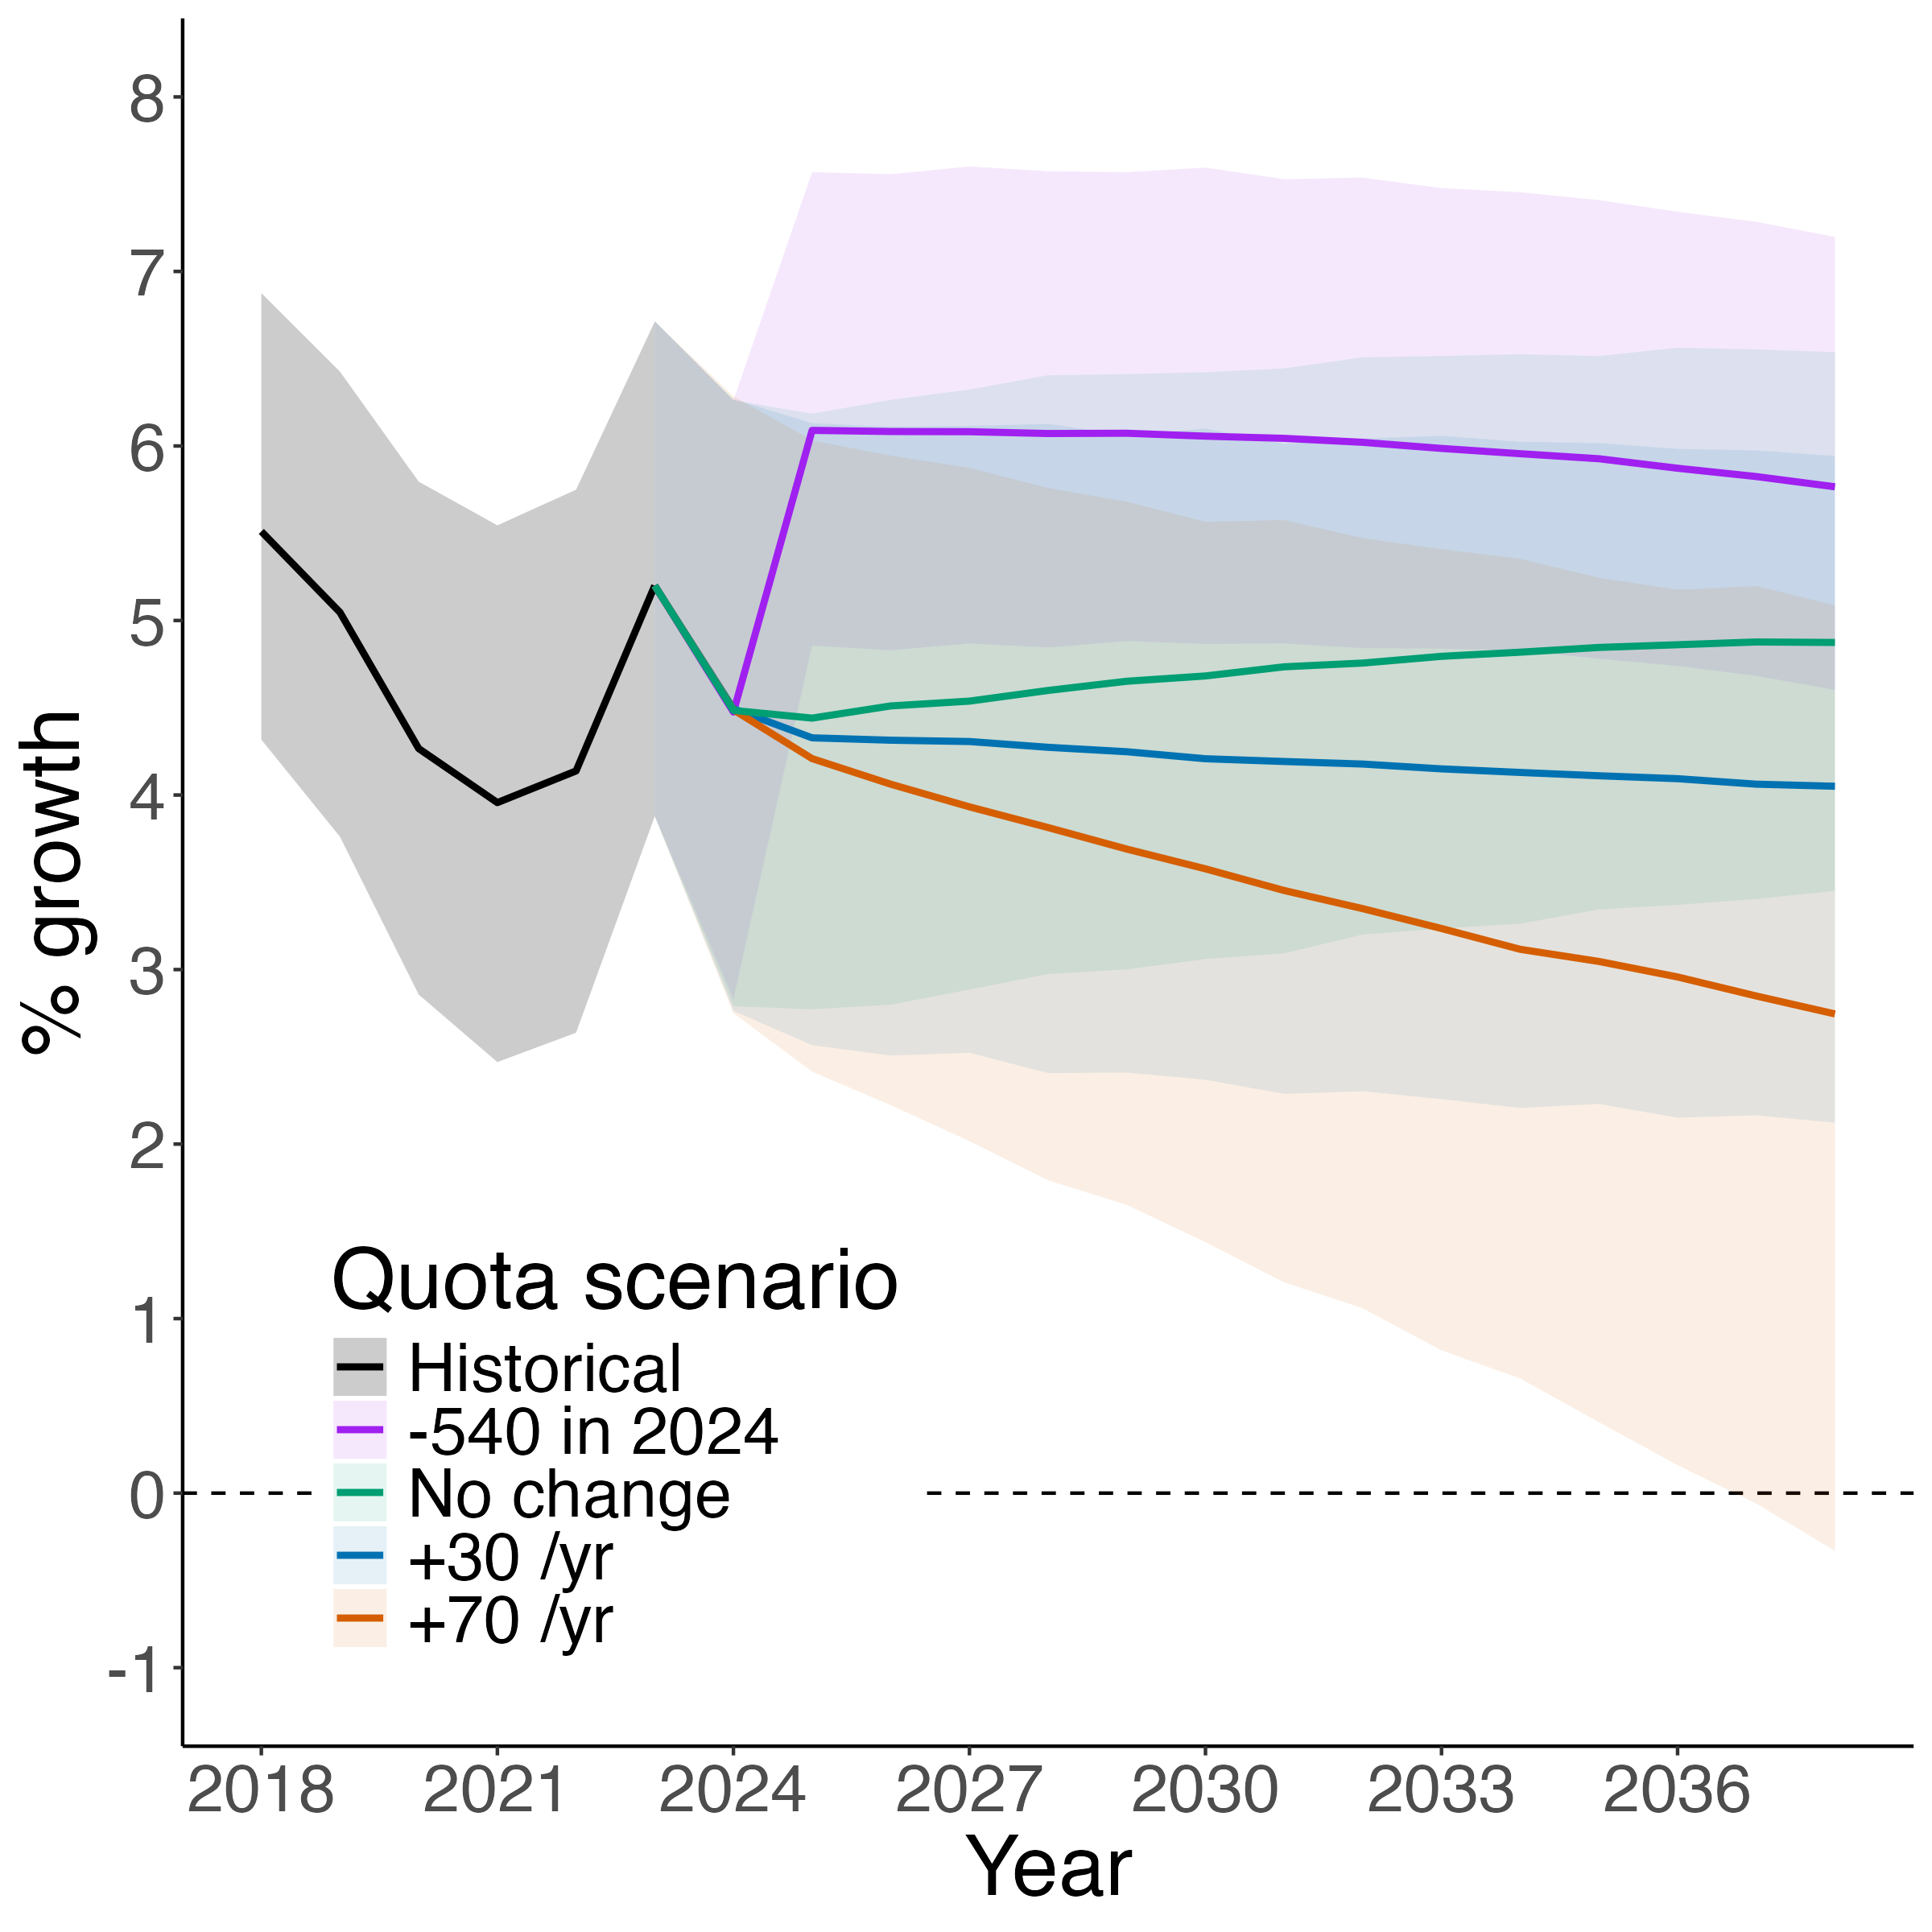 % growth
8
7
6
5
4
3
2
1
0
-1
Quota scenario
Historical
-540 in 2024
No change
+30 /yr
+70 /yr
2018 2021 2024 2027 2030 2033 2036
Year